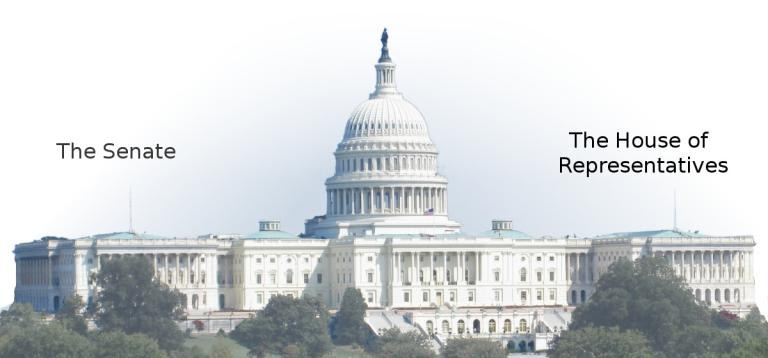 The Senate
The House of
Representatives